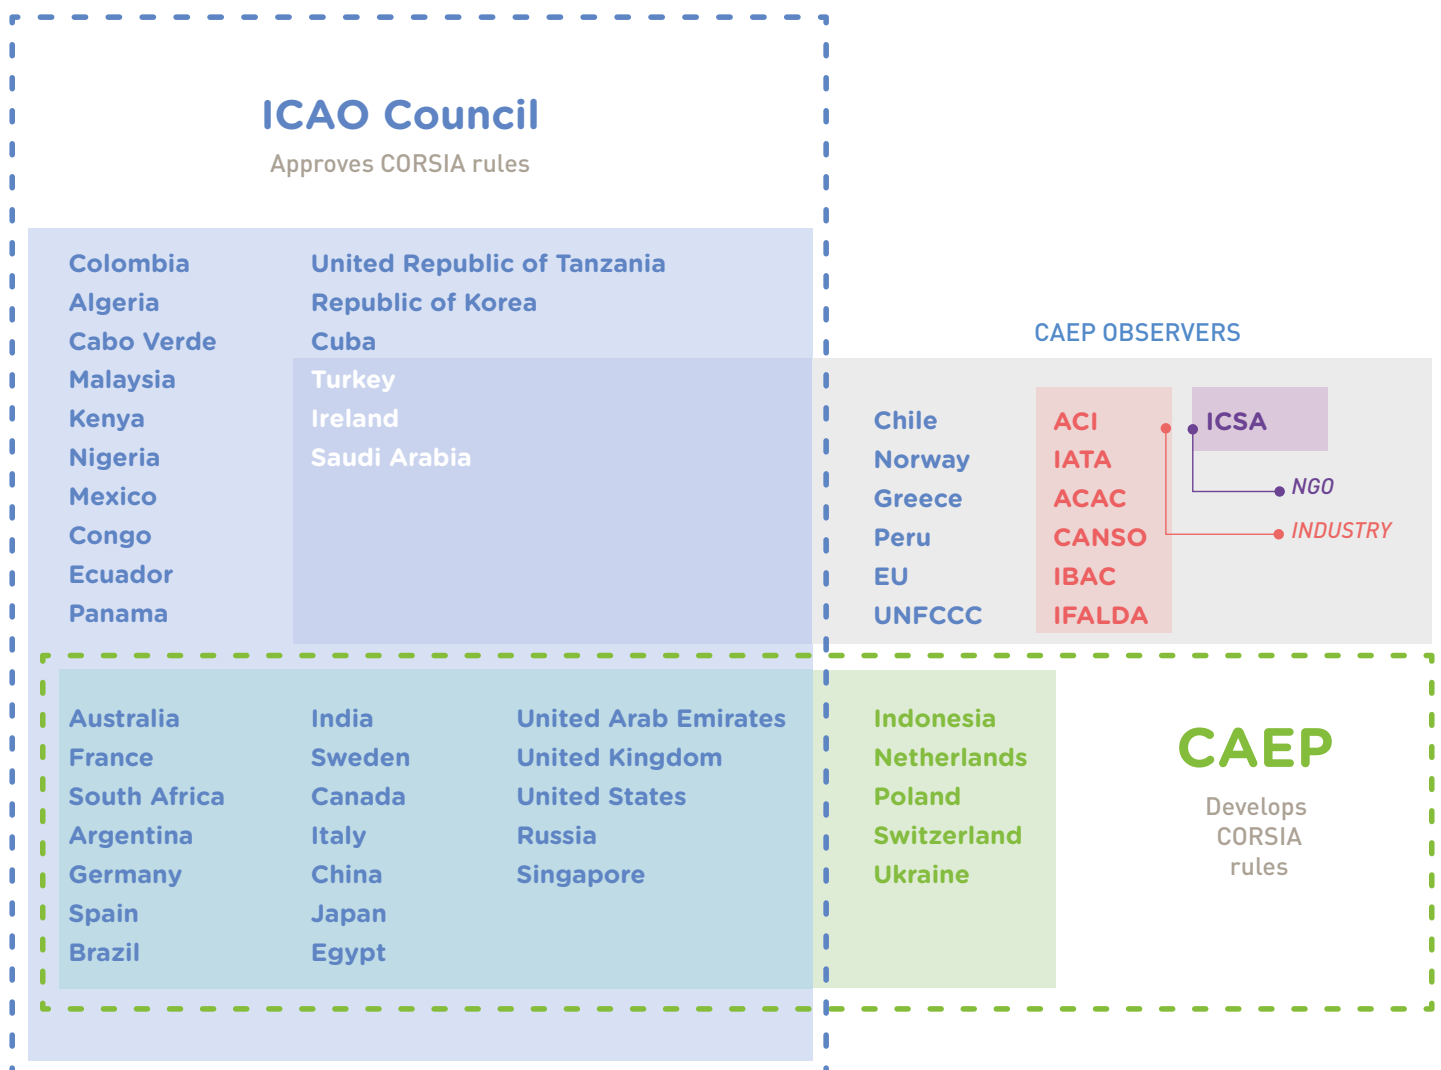 ICAO Council
Approves CORSIA rules
Colombia
Algeria
Cabo Verde
Malaysia
Kenya
Nigeria
Mexico
Congo
Ecuador
Panama
United Republic of Tanzania
Republic of Korea
Cuba
Turkey
Ireland
Saudi Arabia
CAEP OBSERVERS
Chile
Norway
Greece
Peru
EU
UNFCCC
ACI
IATA
ACAC
CANSO
IBAC
IFALDA
ICSA
NGO
INDUSTRY
Australia
France
South Africa
Argentina
Germany
Spain
Brazil
India
Sweden
Canada
Italy
China
Japan
Egypt
United Arab Emirates
United Kingdom
United States
Russia
Singapore
Indonesia
Netherlands
Poland
Switzerland
Ukraine
CAEP
Develops
CORSIA
rules